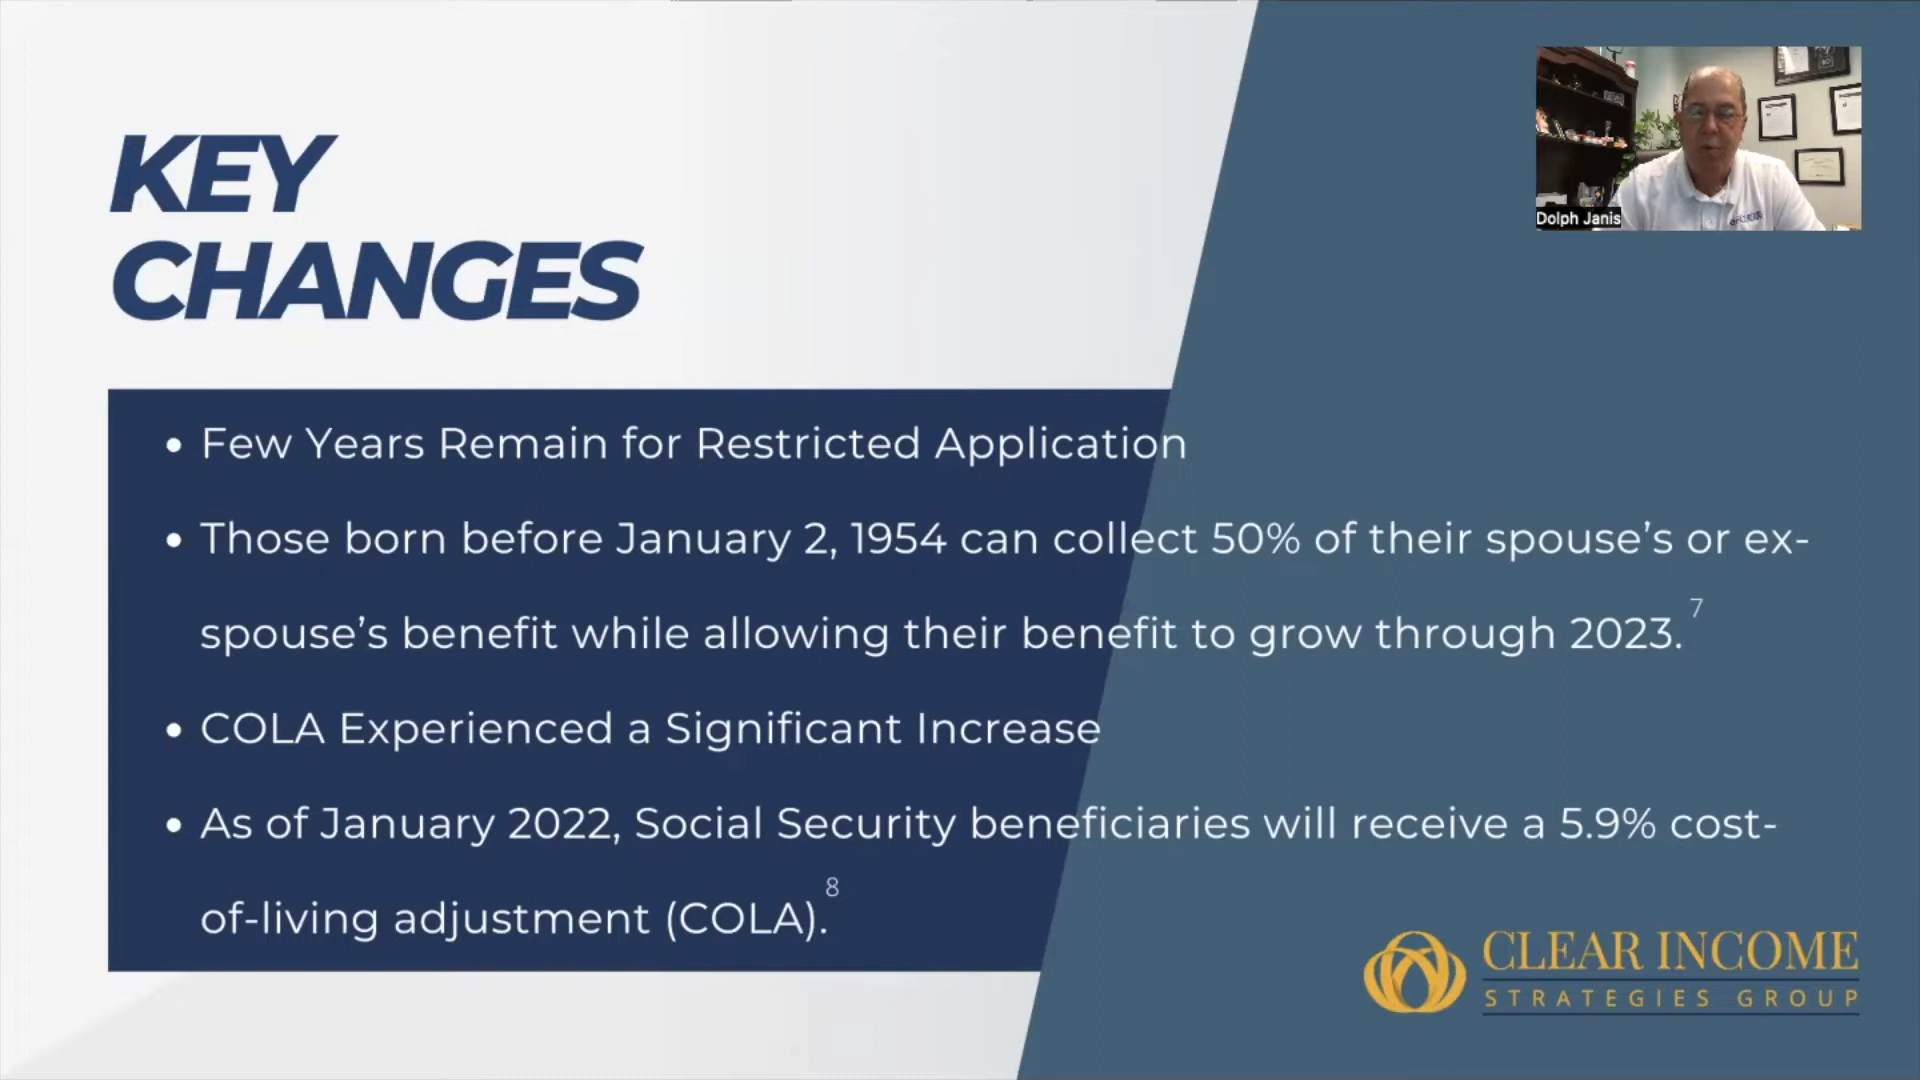 KEY
CHANGES
Dolph Janis
• Few Years Remain for Restricted Application
• Those born before January 2, 1954 can collect 50% of their spouse’s or ex-
spouse’s benefit while allowing their benefit to grow through 2023.7
• COLA Experienced a Significant Increase
• As of January 2022, Social Security beneficiaries will receive a 5.9% cost-
of-living adjustment (COLA).8
CLEAR INCOME
STRATEGIES GROUP